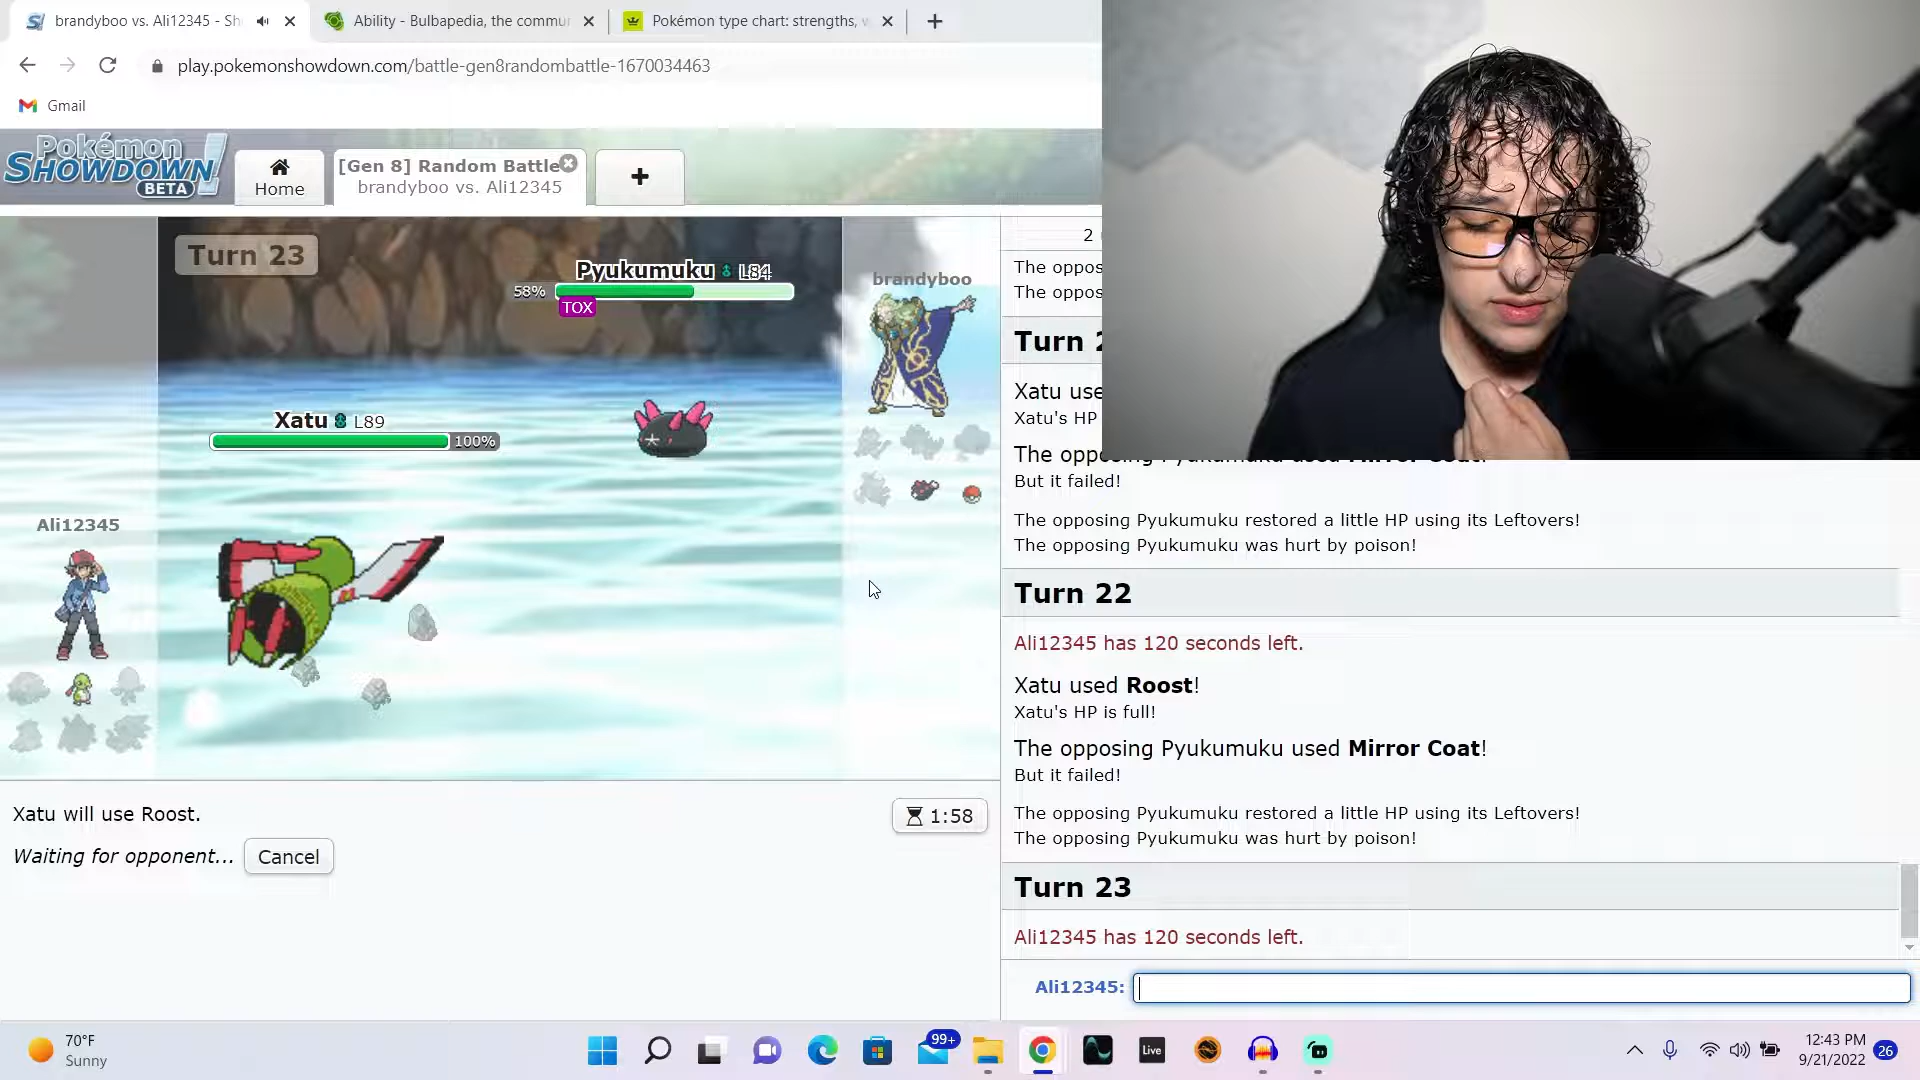 brandyboo vs. Ali12345 - Sh
Ability - Bulbapedia, the commu
Pokémon type chart: strengths, w
play.pokemonshowdown.com/battle-gen8randombattle-1670034463
Gmail
Pokémon
SHOWDOWN!
BETA
Home
[Gen 8] Random Battle
brandyboo vs. Ali12345
Turn 23
Pyukumuku L84
58%
TOX
brandyboo
Xatu L89
100%
Ali12345
Xatu will use Roost.
1:58
Waiting for opponent...
Cancel
2
The oppos
The oppos
Turn 2
Xatu use
Xatu's HP
The opposing Pyukumuku used Mirror Coat!
But it failed!
The opposing Pyukumuku restored a little HP using its Leftovers!
The opposing Pyukumuku was hurt by poison!
Turn 22
Ali12345 has 120 seconds left.
Xatu used Roost!
Xatu's HP is full!
The opposing Pyukumuku used Mirror Coat!
But it failed!
The opposing Pyukumuku restored a little HP using its Leftovers!
The opposing Pyukumuku was hurt by poison!
Turn 23
Ali12345 has 120 seconds left.
Ali12345:
70°F
Sunny
99+
Live
12:43 PM
9/21/2022
26